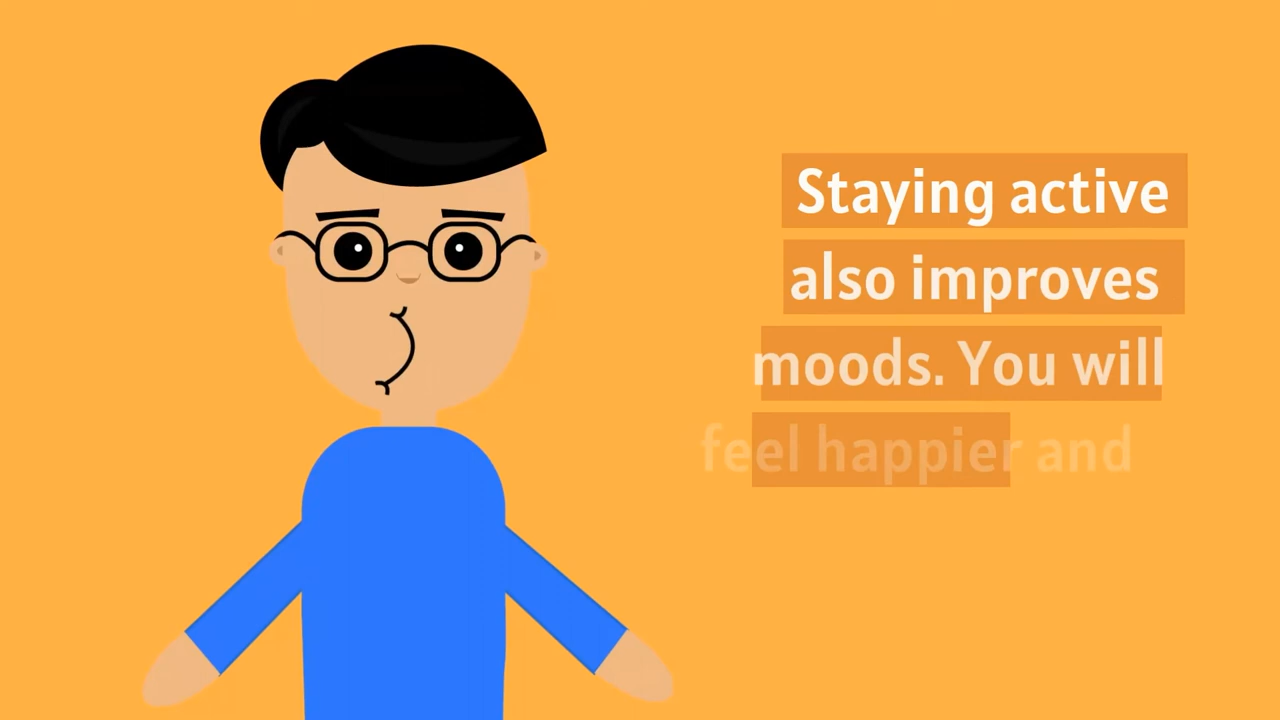 Staying active
also improves
moods. You will
feel happier and